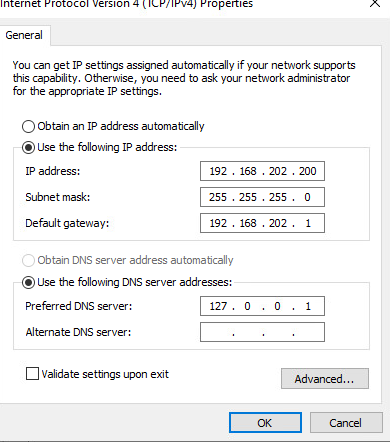 Internet Protocol Version 4 (TCP/IPv4) Properties
General
You can get IP settings assigned automatically if your network supports
this capability. Otherwise, you need to ask your network administrator
for the appropriate IP settings.
Obtain an IP address automatically
Use the following IP address:
IP address: 192 . 168 . 202 . 200
Subnet mask: 255 . 255 . 255 . 0
Default gateway: 192 . 168 . 202 . 1
Obtain DNS server address automatically
Use the following DNS server addresses:
Preferred DNS server: 127 . 0 . 0 . 1
Alternate DNS server: . . .
Validate settings upon exit
Advanced...
OK Cancel